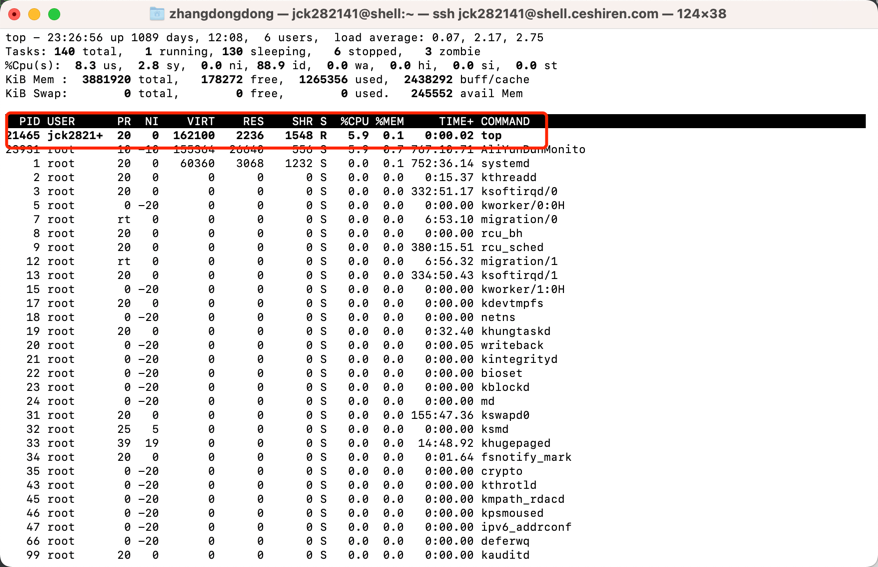 zhangdongdong — jck282141@shell:~ — ssh jck282141@shell.ceshiren.com — 124×38
top - 23:26:56 up 1089 days, 12:08,  6 users,  load average: 0.07, 2.17, 2.75
Tasks: 140 total,   1 running, 130 sleeping,   6 stopped,   3 zombie
%Cpu(s):  8.3 us,  2.8 sy,  0.0 ni, 88.9 id,  0.0 wa,  0.0 hi,  0.0 si,  0.0 st
KiB Mem :  3881920 total,   178272 free,  1265356 used,  2438292 buff/cache
KiB Swap:        0 total,        0 free,        0 used.   245552 avail Mem
PID USER      PR  NI    VIRT    RES    SHR S  %CPU %MEM     TIME+ COMMAND
21465 jck2821+  20   0  162100   2236   1548 R   5.9  0.1   0:00.02 top
23931 root      10 -10  155364  26640    556 S   5.9  0.7 767:10.71 AliYunDunMonito
1 root      20   0   60360   3068   1232 S   0.0  0.1 752:36.14 systemd
2 root      20   0       0      0      0 S   0.0  0.0   0:15.37 kthreadd
3 root      20   0       0      0      0 S   0.0  0.0 332:51.17 ksoftirqd/0
5 root       0 -20       0      0      0 S   0.0  0.0   0:00.00 kworker/0:0H
7 root      rt   0       0      0      0 S   0.0  0.0   6:53.10 migration/0
8 root      20   0       0      0      0 S   0.0  0.0   0:00.00 rcu_bh
9 root      20   0       0      0      0 S   0.0  0.0 380:15.51 rcu_sched
12 root      rt   0       0      0      0 S   0.0  0.0   6:56.32 migration/1
13 root      20   0       0      0      0 S   0.0  0.0 334:50.43 ksoftirqd/1
15 root       0 -20       0      0      0 S   0.0  0.0   0:00.00 kworker/1:0H
17 root      20   0       0      0      0 S   0.0  0.0   0:00.00 kdevtmpfs
18 root       0 -20       0      0      0 S   0.0  0.0   0:00.00 netns
19 root      20   0       0      0      0 S   0.0  0.0   0:32.40 khungtaskd
20 root       0 -20       0      0      0 S   0.0  0.0   0:00.05 writeback
21 root       0 -20       0      0      0 S   0.0  0.0   0:00.00 kintegrityd
22 root       0 -20       0      0      0 S   0.0  0.0   0:00.00 bioset
23 root       0 -20       0      0      0 S   0.0  0.0   0:00.00 kblockd
24 root       0 -20       0      0      0 S   0.0  0.0   0:00.00 md
31 root      20   0       0      0      0 S   0.0  0.0 155:47.36 kswapd0
32 root      25   5       0      0      0 S   0.0  0.0   0:00.00 ksmd
33 root      39  19       0      0      0 S   0.0  0.0  14:48.92 khugepaged
34 root      20   0       0      0      0 S   0.0  0.0   0:01.64 fsnotify_mark
35 root       0 -20       0      0      0 S   0.0  0.0   0:00.00 crypto
43 root       0 -20       0      0      0 S   0.0  0.0   0:00.00 kthrotld
45 root       0 -20       0      0      0 S   0.0  0.0   0:00.00 kmpath_rdacd
46 root       0 -20       0      0      0 S   0.0  0.0   0:00.00 kpsmoused
47 root       0 -20       0      0      0 S   0.0  0.0   0:00.00 ipv6_addrconf
66 root       0 -20       0      0      0 S   0.0  0.0   0:00.00 deferwq
99 root      20   0       0      0      0 S   0.0  0.0   0:00.00 kauditd